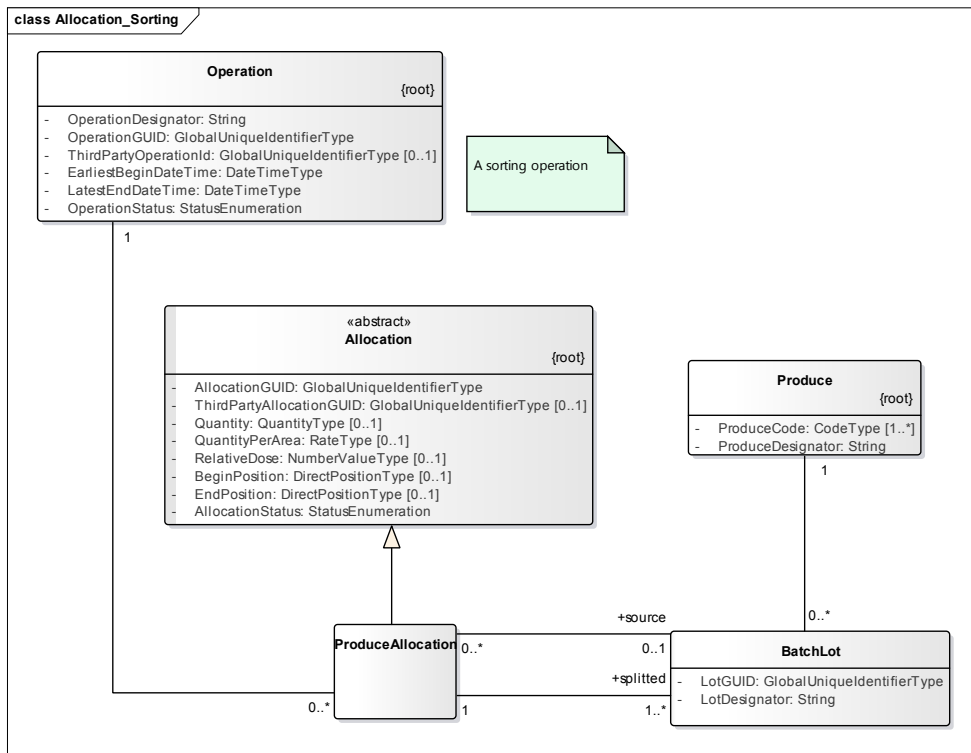 class Allocation_Sorting
Operation
{root}
- OperationDesignator: String
- OperationGUID: GlobalUniqueIdentifierType
- ThirdPartyOperationId: GlobalUniqueIdentifierType [0..1]
- EarliestBeginDateTime: DateTimeType
- LatestEndDateTime: DateTimeType
- OperationStatus: StatusEnumeration
A sorting operation
1
«abstract»
Allocation
{root}
- AllocationGUID: GlobalUniqueIdentifierType
- ThirdPartyAllocationGUID: GlobalUniqueIdentifierType [0..1]
- Quantity: QuantityType [0..1]
- QuantityPerArea: RateType [0..1]
- RelativeDose: NumberValueType [0..1]
- BeginPosition: DirectPositionType [0..1]
- EndPosition: DirectPositionType [0..1]
- AllocationStatus: StatusEnumeration
Produce
{root}
- ProduceCode: CodeType [1..*]
- ProduceDesignator: String
1
0..*
ProduceAllocation
+source
0..*
0..1
+splitted
0..*
1
1..*
BatchLot
- LotGUID: GlobalUniqueIdentifierType
- LotDesignator: String